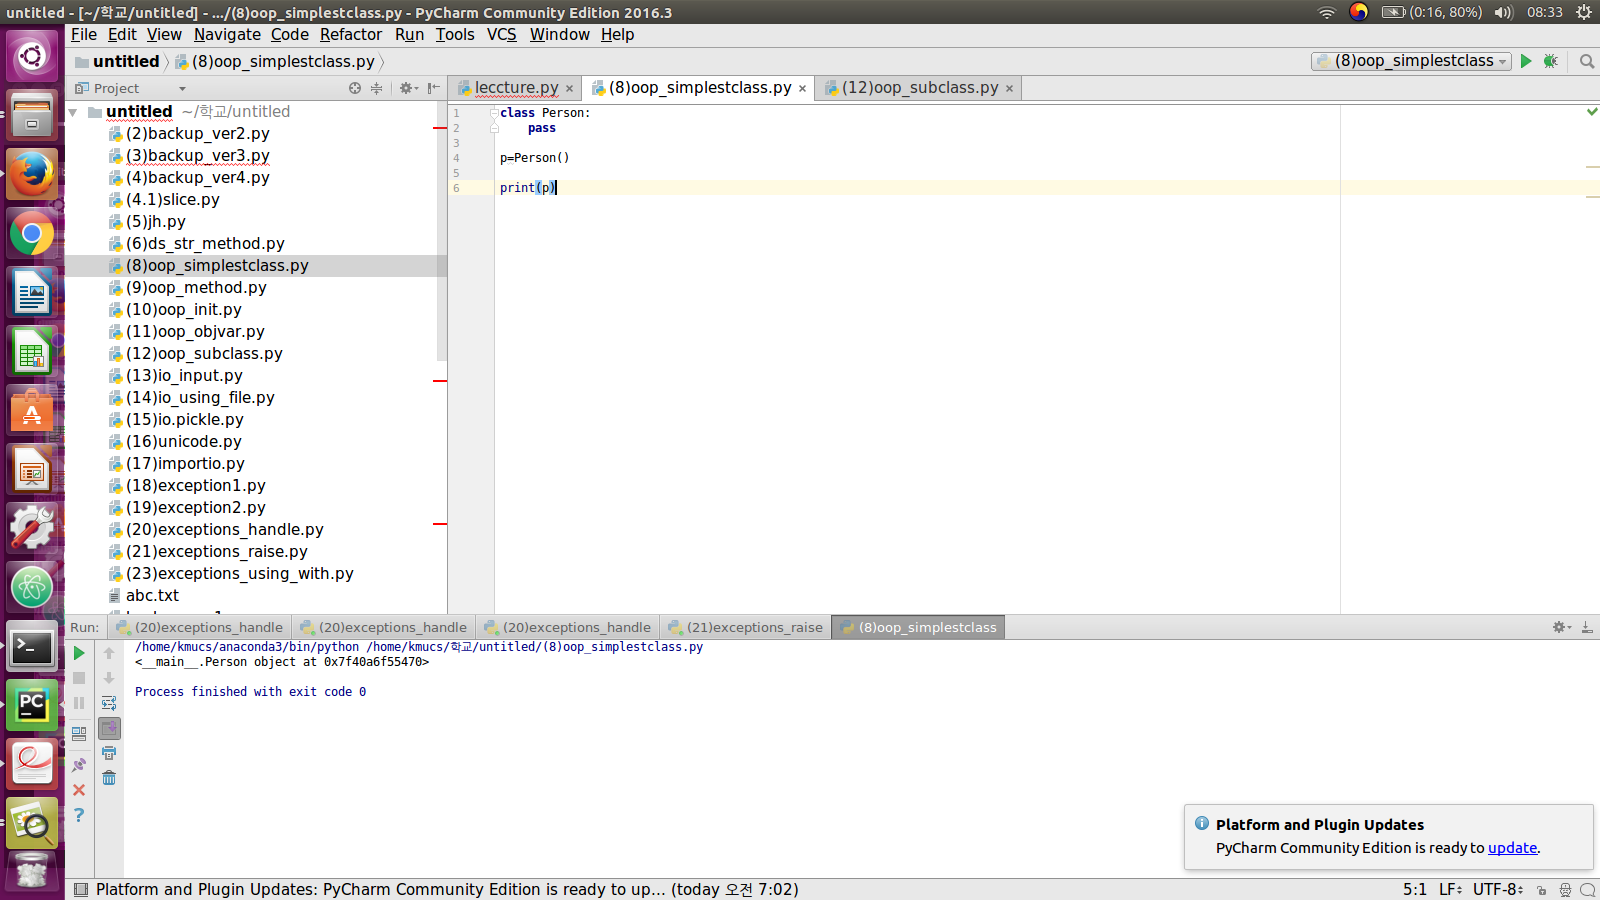 untitled - [~/학교/untitled] - .../(8)oop_simplestclass.py - PyCharm Community Edition 2016.3
(0:16, 80%) 08:33
File Edit View Navigate Code Refactor Run Tools VCS Window Help
untitled (8)oop_simplestclass.py
(8)oop_simplestclass
Project
leccture.py (8)oop_simplestclass.py (12)oop_subclass.py
untitled ~/학교/untitled
(2)backup_ver2.py
(3)backup_ver3.py
(4)backup_ver4.py
(4.1)slice.py
(5)jh.py
(6)ds_str_method.py
(8)oop_simplestclass.py
(9)oop_method.py
(10)oop_init.py
(11)oop_objvar.py
(12)oop_subclass.py
(13)io_input.py
(14)io_using_file.py
(15)io.pickle.py
(16)unicode.py
(17)importio.py
(18)exception1.py
(19)exception2.py
(20)exceptions_handle.py
(21)exceptions_raise.py
(23)exceptions_using_with.py
abc.txt
1 class Person:
2 pass
3
4 p=Person()
5
6 print(p)
Run: (20)exceptions_handle (20)exceptions_handle (20)exceptions_handle (21)exceptions_raise (8)oop_simplestclass
/home/kmucs/anaconda3/bin/python /home/kmucs/학교/untitled/(8)oop_simplestclass.py
<__main__.Person object at 0x7f40a6f55470>
Process finished with exit code 0
Platform and Plugin Updates
PyCharm Community Edition is ready to update.
Platform and Plugin Updates: PyCharm Community Edition is ready to up... (today 오전 7:02)
5:1 LF UTF-8